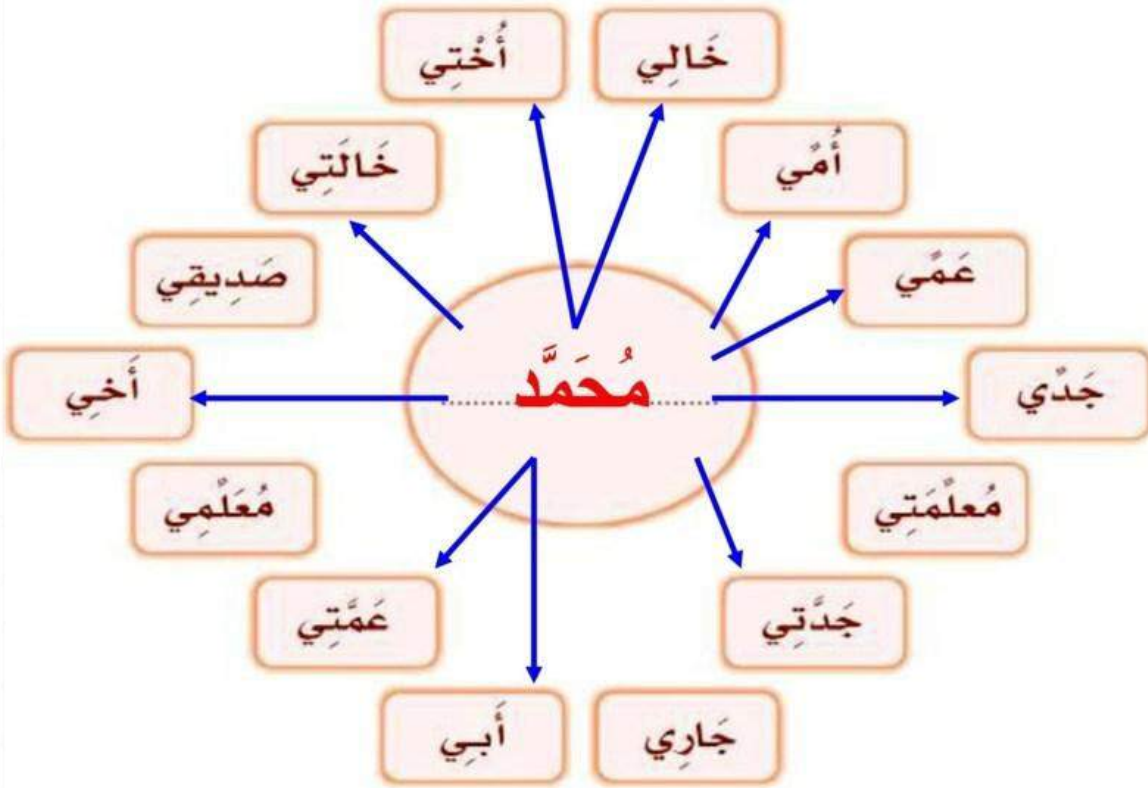 خَالِي
أُخْتِي
أُمِّي
خَالَتِي
عَمِّي
صَدِيقِي
مُحَمَّد
جَدِّي
أَخِي
مُعَلِّمَتِي
مُعَلِّمِي
جَدَّتِي
عَمَّتِي
جَارِي
أَبِي